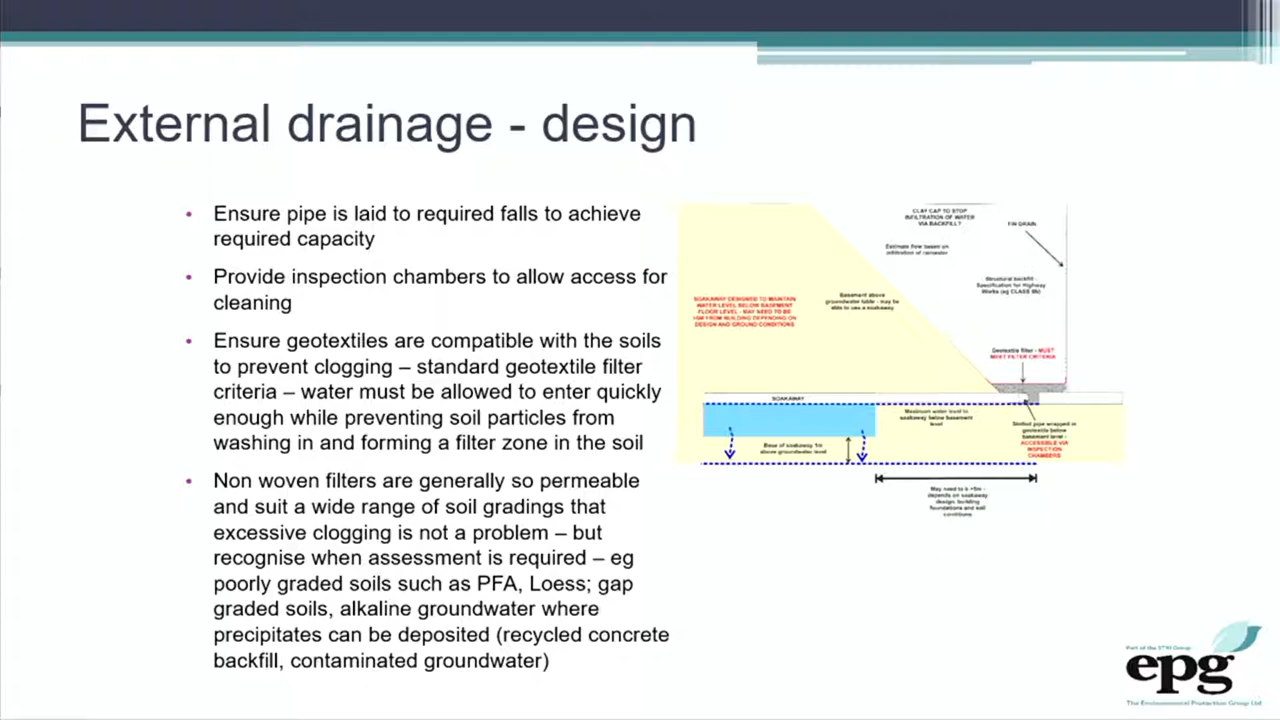 External drainage - design
• Ensure pipe is laid to required falls to achieve
required capacity
• Provide inspection chambers to allow access for
cleaning
• Ensure geotextiles are compatible with the soils
to prevent clogging – standard geotextile filter
criteria – water must be allowed to enter quickly
enough while preventing soil particles from
washing in and forming a filter zone in the soil
• Non woven filters are generally so permeable
and suit a wide range of soil gradings that
excessive clogging is not a problem – but
recognise when assessment is required – eg
poorly graded soils such as PFA, Loess; gap
graded soils, alkaline groundwater where
precipitates can be deposited (recycled concrete
backfill, contaminated groundwater)
CLAY CAP TO STOP
INFILTRATION OF WATER
VIA BACKFILL?
FIN DRAIN
Estimate flow based on
infiltration of rainwater
Structural backfill -
Specification for Highway
Works (eg CLASS 6N)
SOAKAWAY DESIGNED TO MAINTAIN
WATER LEVEL BELOW BASEMENT
FLOOR LEVEL - MAY NEED TO BE
>5M FROM BUILDING DEPENDING ON
DESIGN AND GROUND CONDITIONS
Basement above
groundwater table - may be
able to use a soakaway
Geotextile filter - MUST
MEET FILTER CRITERIA
SOAKAWAY
Maximum water level in
soakaway below basement
level
Slotted pipe wrapped in
geotextile below
basement level -
ACCESSIBLE VIA
INSPECTION
CHAMBERS
Base of soakaway 1m
above groundwater level
May need to be >5m -
depends on soakaway
design, building
foundations and soil
conditions
Part of the STRI Group
epg
The Environmental Protection Group Ltd